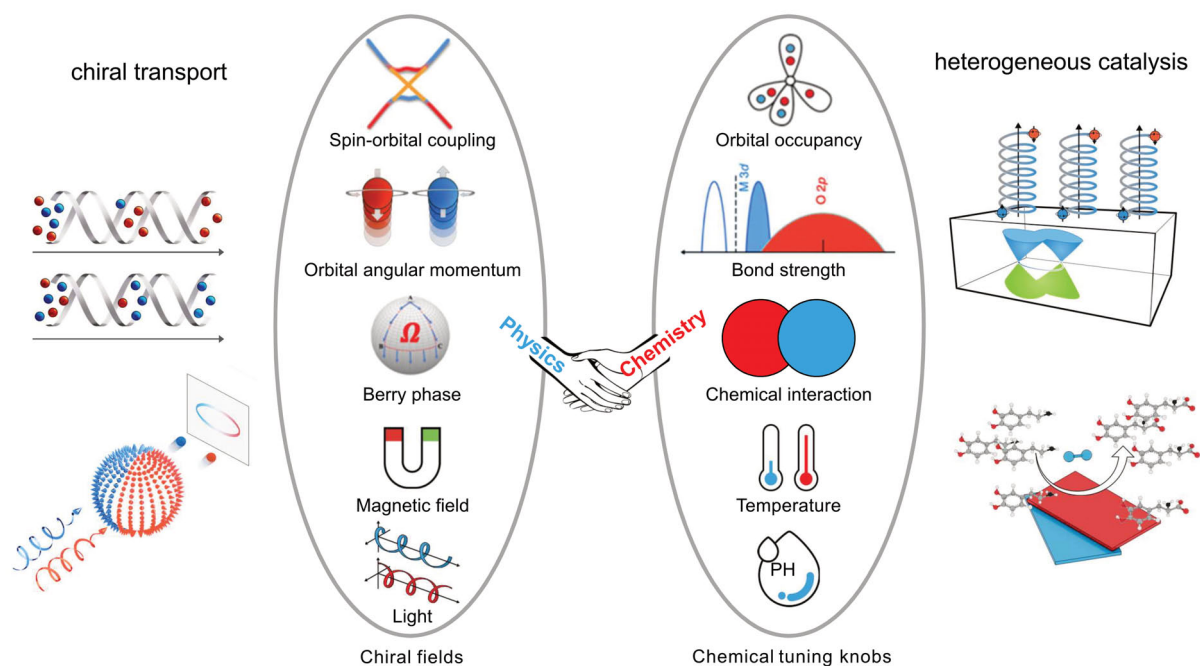 chiral transport
Spin-orbital coupling
Orbital angular momentum
A
Ω
B
C
Berry phase
Magnetic field
Light
Chiral fields
Physics
Chemistry
Orbital occupancy
M 3d
O 2p
Bond strength
Chemical interaction
Temperature
PH
Chemical tuning knobs
heterogeneous catalysis